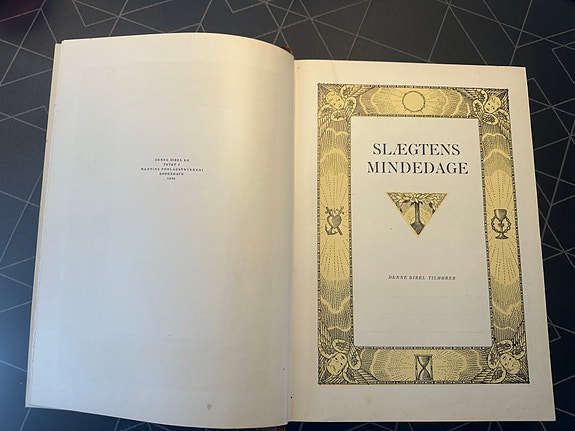 DENNE BIBEL ER
TRYKT I
MARTINS FORLAGSTRYKKERI
KØBENHAVN
SLÆGTENS
MINDEDAGE
DENNE BIBEL TILHØRER